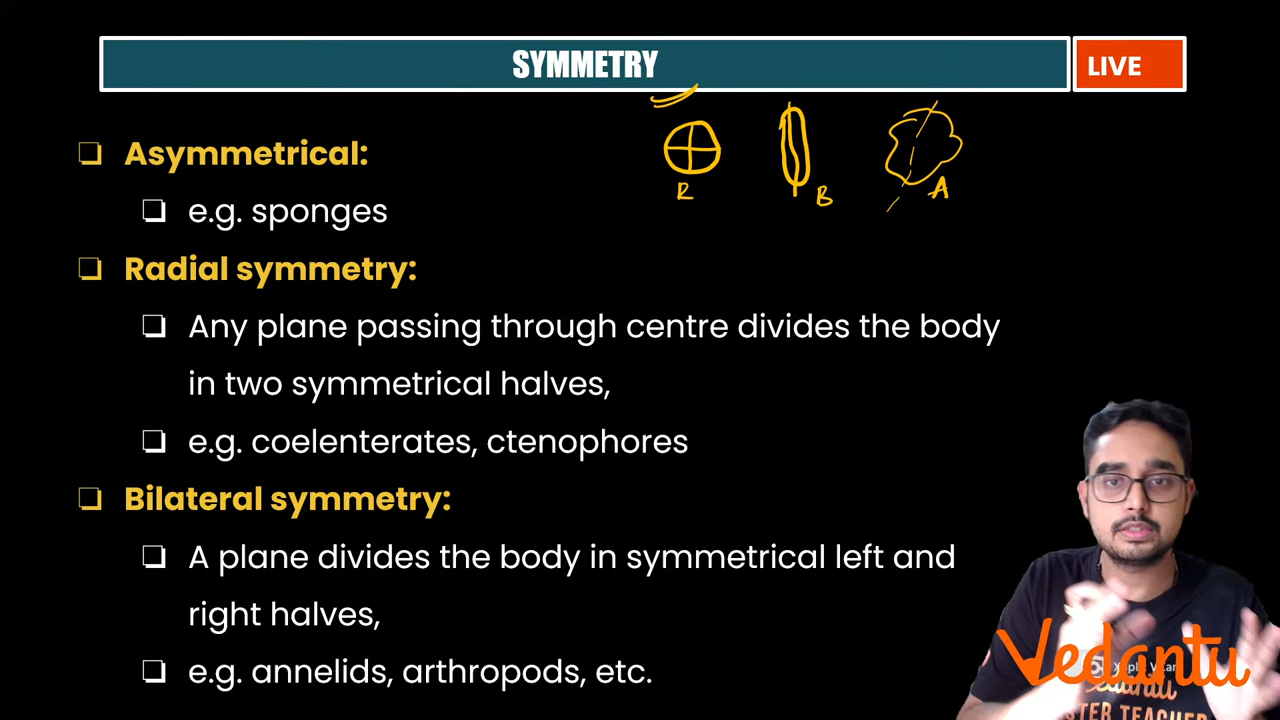 SYMMETRY
LIVE
Asymmetrical:
R
B
A
e.g. sponges
Radial symmetry:
Any plane passing through centre divides the body
in two symmetrical halves,
e.g. coelenterates, ctenophores
Bilateral symmetry:
A plane divides the body in symmetrical left and
right halves,
e.g. annelids, arthropods, etc.
Vedantu